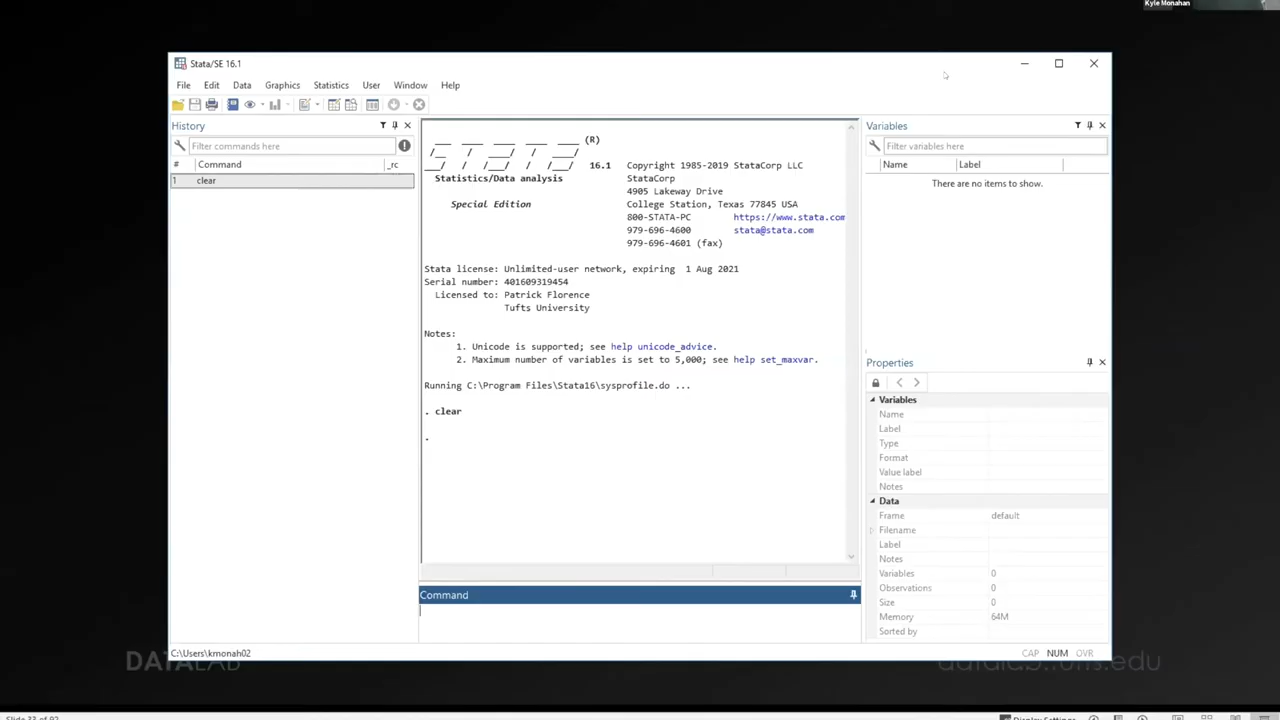 Kyle Monahan
Stata/SE 16.1
File Edit Data Graphics Statistics User Window Help
History
Filter commands here
# Command _rc
1 clear
(R)
16.1 Copyright 1985-2019 StataCorp LLC
Statistics/Data analysis StataCorp
4905 Lakeway Drive
Special Edition College Station, Texas 77845 USA
800-STATA-PC https://www.stata.com
979-696-4600 stata@stata.com
979-696-4601 (fax)
Stata license: Unlimited-user network, expiring 1 Aug 2021
Serial number: 401609319454
Licensed to: Patrick Florence
Tufts University
Notes:
1. Unicode is supported; see help unicode_advice.
2. Maximum number of variables is set to 5,000; see help set_maxvar.
Running C:\Program Files\Stata16\sysprofile.do ...
. clear
.
Command
Variables
Filter variables here
Name Label
There are no items to show.
Properties
Variables
Name
Label
Type
Format
Value label
Notes
Data
Frame default
Filename
Label
Notes
Variables 0
Observations 0
Size 0
Memory 64M
Sorted by
C:\Users\krmonah02
CAP NUM OVR
DATALAB
Slide 33 of 92
Display Settings